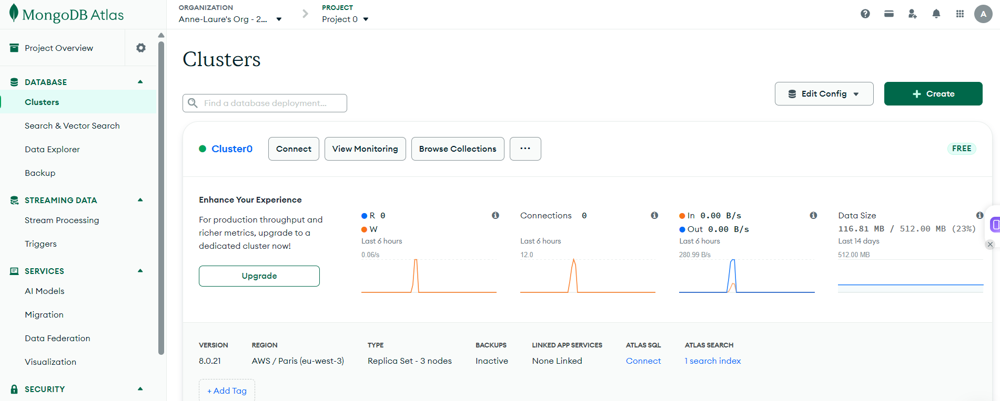 MongoDB Atlas
ORGANIZATION
Anne-Laure's Org - 2...
PROJECT
Project 0
A
Project Overview
DATABASE
Clusters
Search & Vector Search
Data Explorer
Backup
STREAMING DATA
Stream Processing
Triggers
SERVICES
AI Models
Migration
Data Federation
Visualization
SECURITY
Clusters
Find a database deployment...
Edit Config
+ Create
Cluster0
Connect
View Monitoring
Browse Collections
...
FREE
Enhance Your Experience
For production throughput and
richer metrics, upgrade to a
dedicated cluster now!
Upgrade
R 0
W
Last 6 hours
0.06/s
Connections 0
Last 6 hours
12.0
In 0.00 B/s
Out 0.00 B/s
Last 6 hours
280.99 B/s
Data Size
116.81 MB / 512.00 MB (23%)
Last 14 days
512.00 MB
VERSION
8.0.21
REGION
AWS / Paris (eu-west-3)
TYPE
Replica Set - 3 nodes
BACKUPS
Inactive
LINKED APP SERVICES
None Linked
ATLAS SQL
Connect
ATLAS SEARCH
1 search index
+ Add Tag